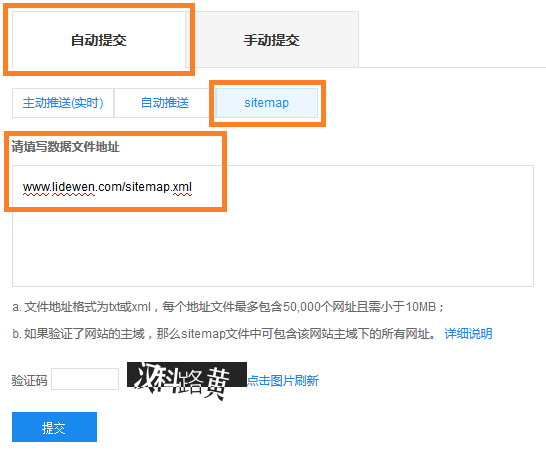 自动提交 手动提交
主动推送(实时) 自动推送 sitemap
请填写数据文件地址
www.lidewen.com/sitemap.xml
a. 文件地址格式为txt或xml，每个地址文件最多包含50,000个网址且需小于10MB；
b. 如果验证了网站的主域，那么sitemap文件中可包含该网站主域下的所有网址。 详细说明
验证码 汉科路黄 点击图片刷新
提交